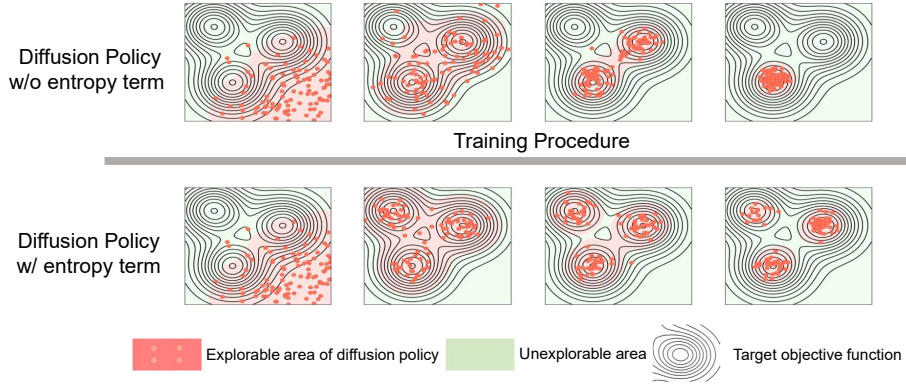 Diffusion Policy
w/o entropy term
Training Procedure
Diffusion Policy
w/ entropy term
Explorable area of diffusion policy
Unexplorable area
Target objective function